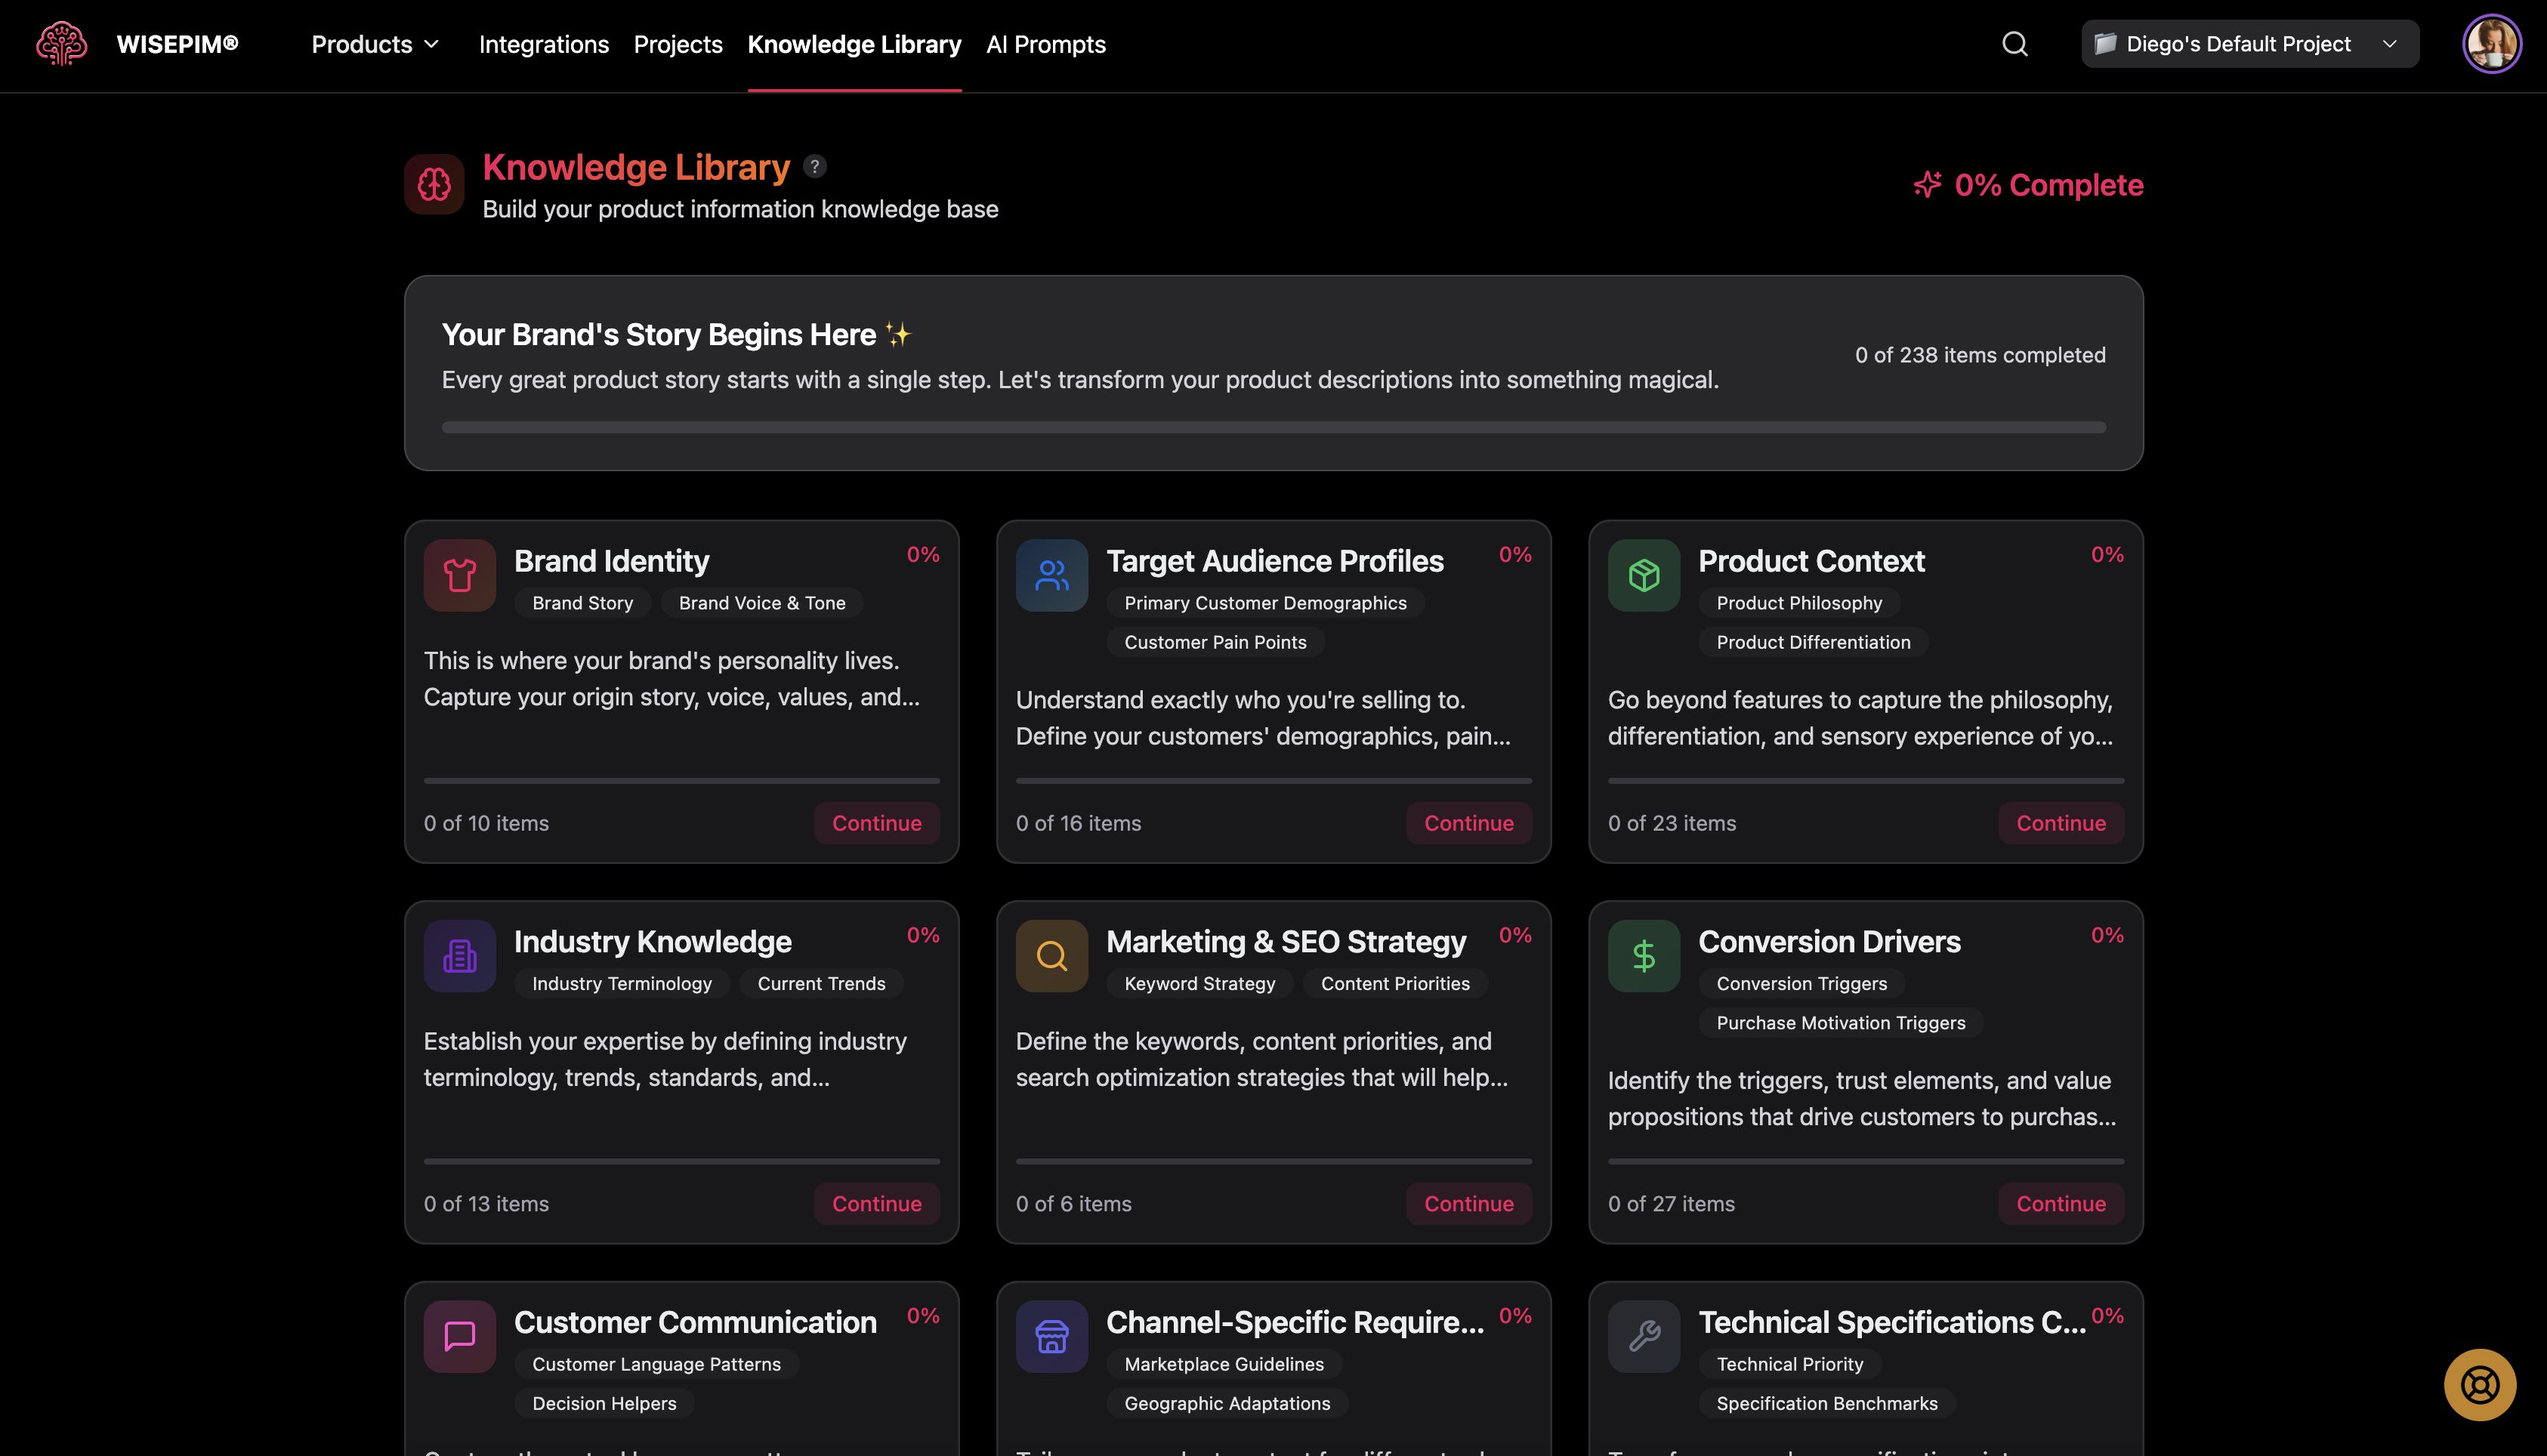 WISEPIM®
Products
Integrations
Projects
Knowledge Library
AI Prompts
Diego's Default Project
Knowledge Library ?
Build your product information knowledge base
0% Complete
Your Brand's Story Begins Here ✨
Every great product story starts with a single step. Let's transform your product descriptions into something magical.
0 of 238 items completed
Brand Identity
0%
Brand Story
Brand Voice & Tone
This is where your brand's personality lives.
Capture your origin story, voice, values, and...
0 of 10 items
Continue
Target Audience Profiles
0%
Primary Customer Demographics
Customer Pain Points
Understand exactly who you're selling to.
Define your customers' demographics, pain...
0 of 16 items
Continue
Product Context
0%
Product Philosophy
Product Differentiation
Go beyond features to capture the philosophy,
differentiation, and sensory experience of yo...
0 of 23 items
Continue
Industry Knowledge
0%
Industry Terminology
Current Trends
Establish your expertise by defining industry
terminology, trends, standards, and...
0 of 13 items
Continue
Marketing & SEO Strategy
0%
Keyword Strategy
Content Priorities
Define the keywords, content priorities, and
search optimization strategies that will help...
0 of 6 items
Continue
Conversion Drivers
0%
Conversion Triggers
Purchase Motivation Triggers
Identify the triggers, trust elements, and value
propositions that drive customers to purchas...
0 of 27 items
Continue
Customer Communication
0%
Customer Language Patterns
Decision Helpers
Channel-Specific Require...
0%
Marketplace Guidelines
Geographic Adaptations
Technical Specifications C...
0%
Technical Priority
Specification Benchmarks